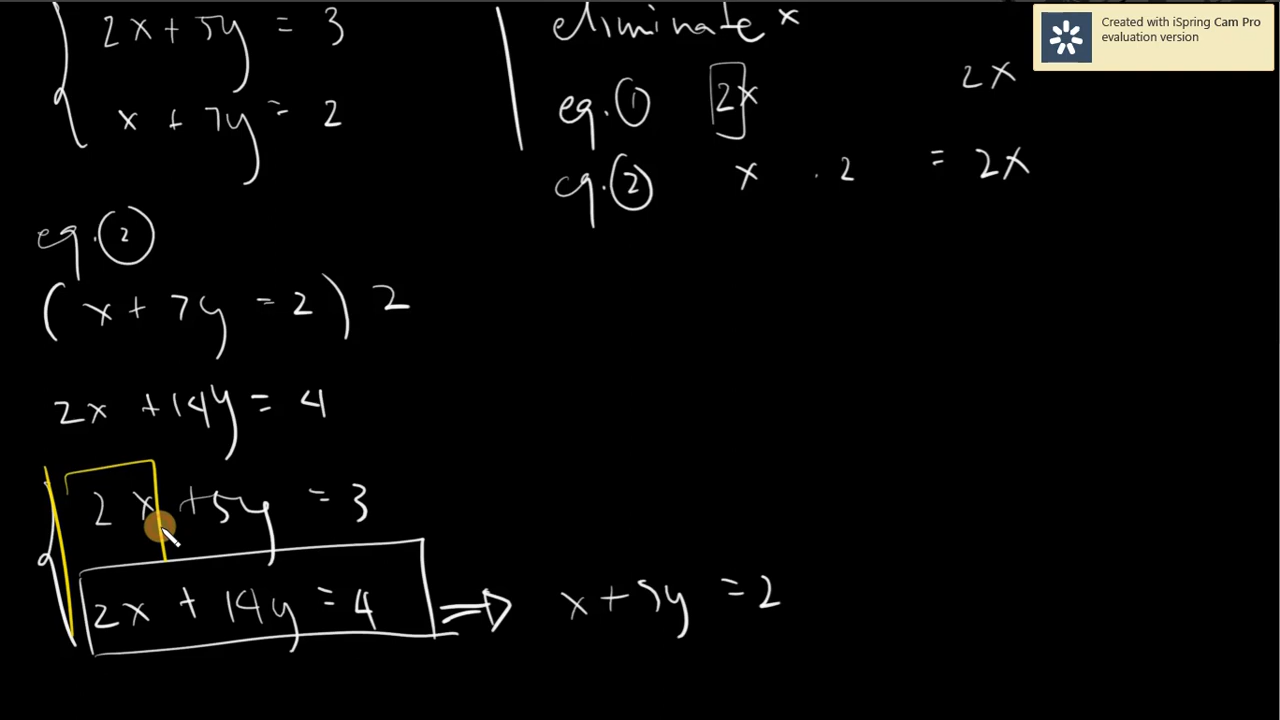 2x + 5y = 3
x + 7y = 2
eliminate x
eq. ① 2x 2x
eq. ② x . 2 = 2x
Created with iSpring Cam Pro
evaluation version
eq. ②
( x + 7y = 2 ) 2
2x + 14y = 4
2x + 5y = 3
2x + 14y = 4 ⇒ x + 5y = 2